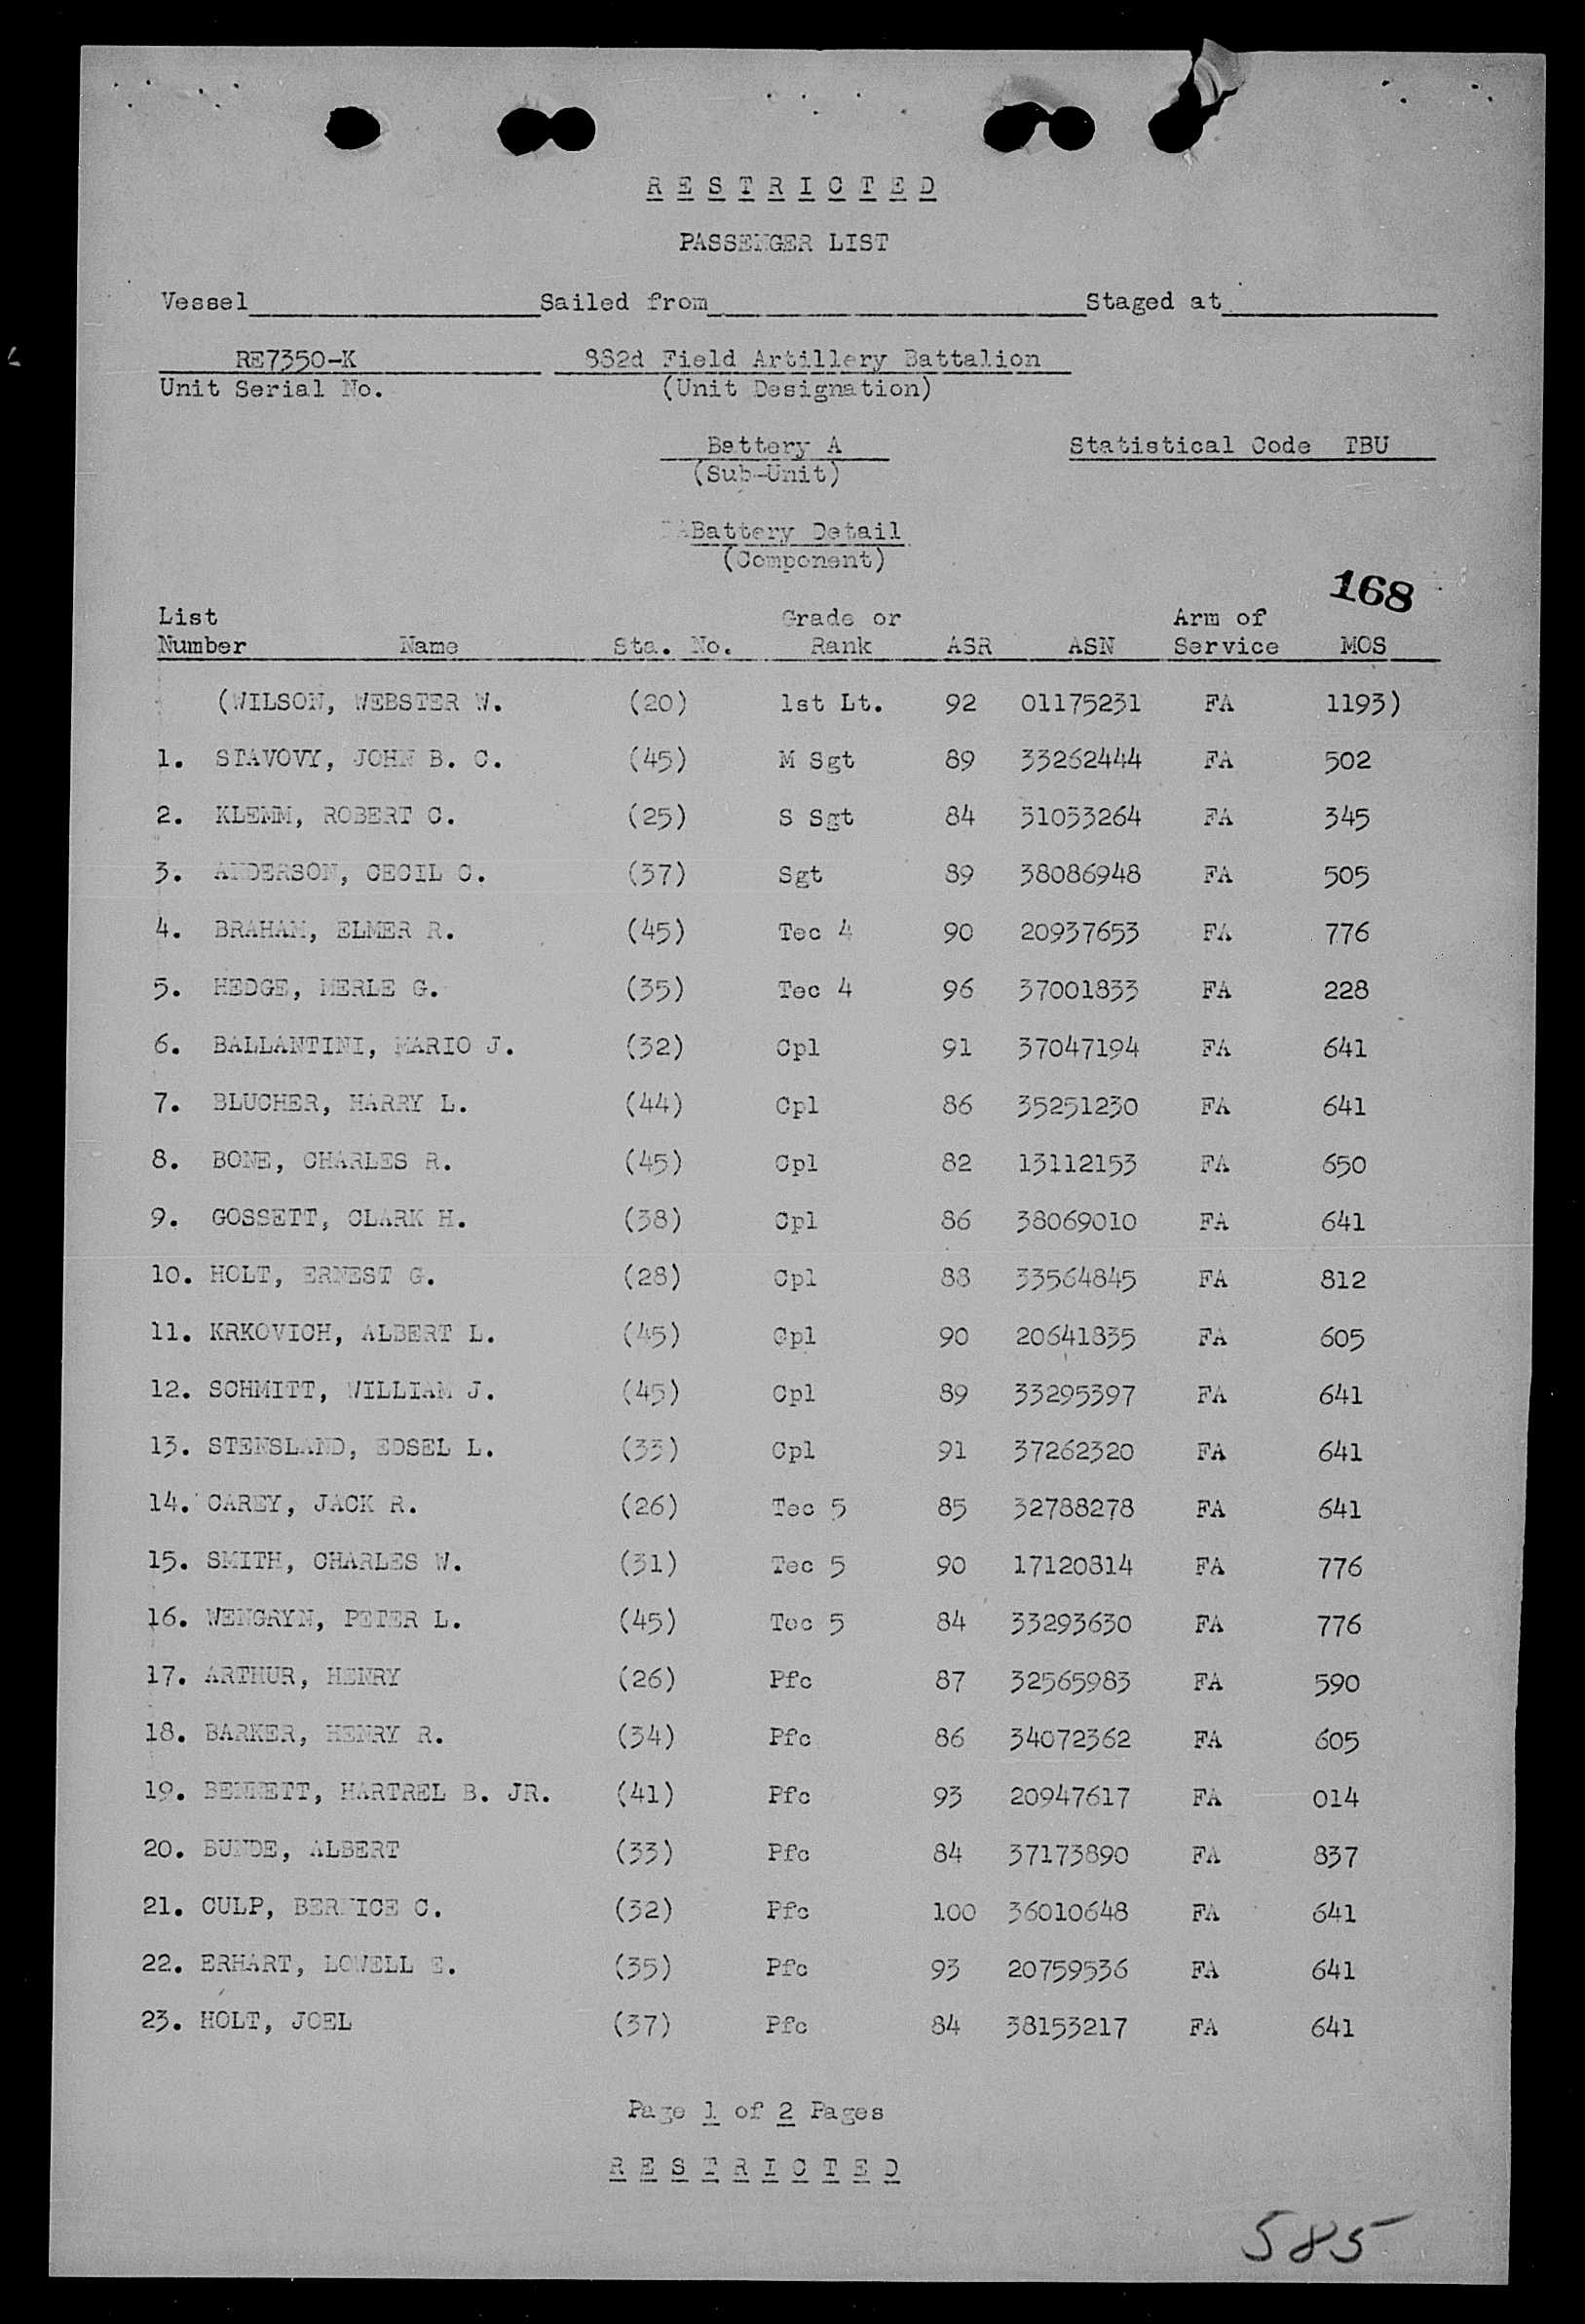 R E S T R I C T E D
PASSENGER LIST
Vessel Sailed from Staged at
RE7350-K 882d Field Artillery Battalion
Unit Serial No. (Unit Designation)
Battery A Statistical Code TBU
(Sub-Unit)
Battery Detail
(Component)
168
List Grade or Arm of
Number Name Sta. No. Rank ASR ASN Service MOS
(WILSON, WEBSTER W. (20) 1st Lt. 92 01175231 FA 1193)
1. STAVOVY, JOHN B. C. (45) M Sgt 89 33262444 FA 502
2. KLEMM, ROBERT C. (25) S Sgt 84 31033264 FA 345
3. ANDERSON, CECIL C. (37) Sgt 89 38086948 FA 505
4. BRAHAM, ELMER R. (45) Tec 4 90 20937653 FA 776
5. HEDGE, MERLE G. (35) Tec 4 96 37001833 FA 228
6. BALLANTINI, MARIO J. (32) Cpl 91 37047194 FA 641
7. BLUCHER, HARRY L. (44) Cpl 86 35251230 FA 641
8. BONE, CHARLES R. (45) Cpl 82 13112153 FA 650
9. GOSSETT, CLARK H. (38) Cpl 86 38069010 FA 641
10. HOLT, ERNEST G. (28) Cpl 88 33564845 FA 812
11. KRKOVICH, ALBERT L. (45) Cpl 90 20641835 FA 605
12. SCHMITT, WILLIAM J. (45) Cpl 89 33295397 FA 641
13. STENSLAND, EDSEL L. (33) Cpl 91 37262320 FA 641
14. CAREY, JACK R. (26) Tec 5 85 32788278 FA 641
15. SMITH, CHARLES W. (31) Tec 5 90 17120814 FA 776
16. WENGRYN, PETER L. (45) Tec 5 84 33293630 FA 776
17. ARTHUR, HENRY (26) Pfc 87 32565983 FA 590
18. BARKER, HENRY R. (34) Pfc 86 34072362 FA 605
19. BENNETT, HARTREL B. JR. (41) Pfc 93 20947617 FA 014
20. BUNDE, ALBERT (33) Pfc 84 37173890 FA 837
21. CULP, BERNICE C. (32) Pfc 100 36010648 FA 641
22. ERHART, LOWELL E. (35) Pfc 93 20759536 FA 641
23. HOLT, JOEL (37) Pfc 84 38153217 FA 641
Page 1 of 2 Pages
R E S T R I C T E D
585